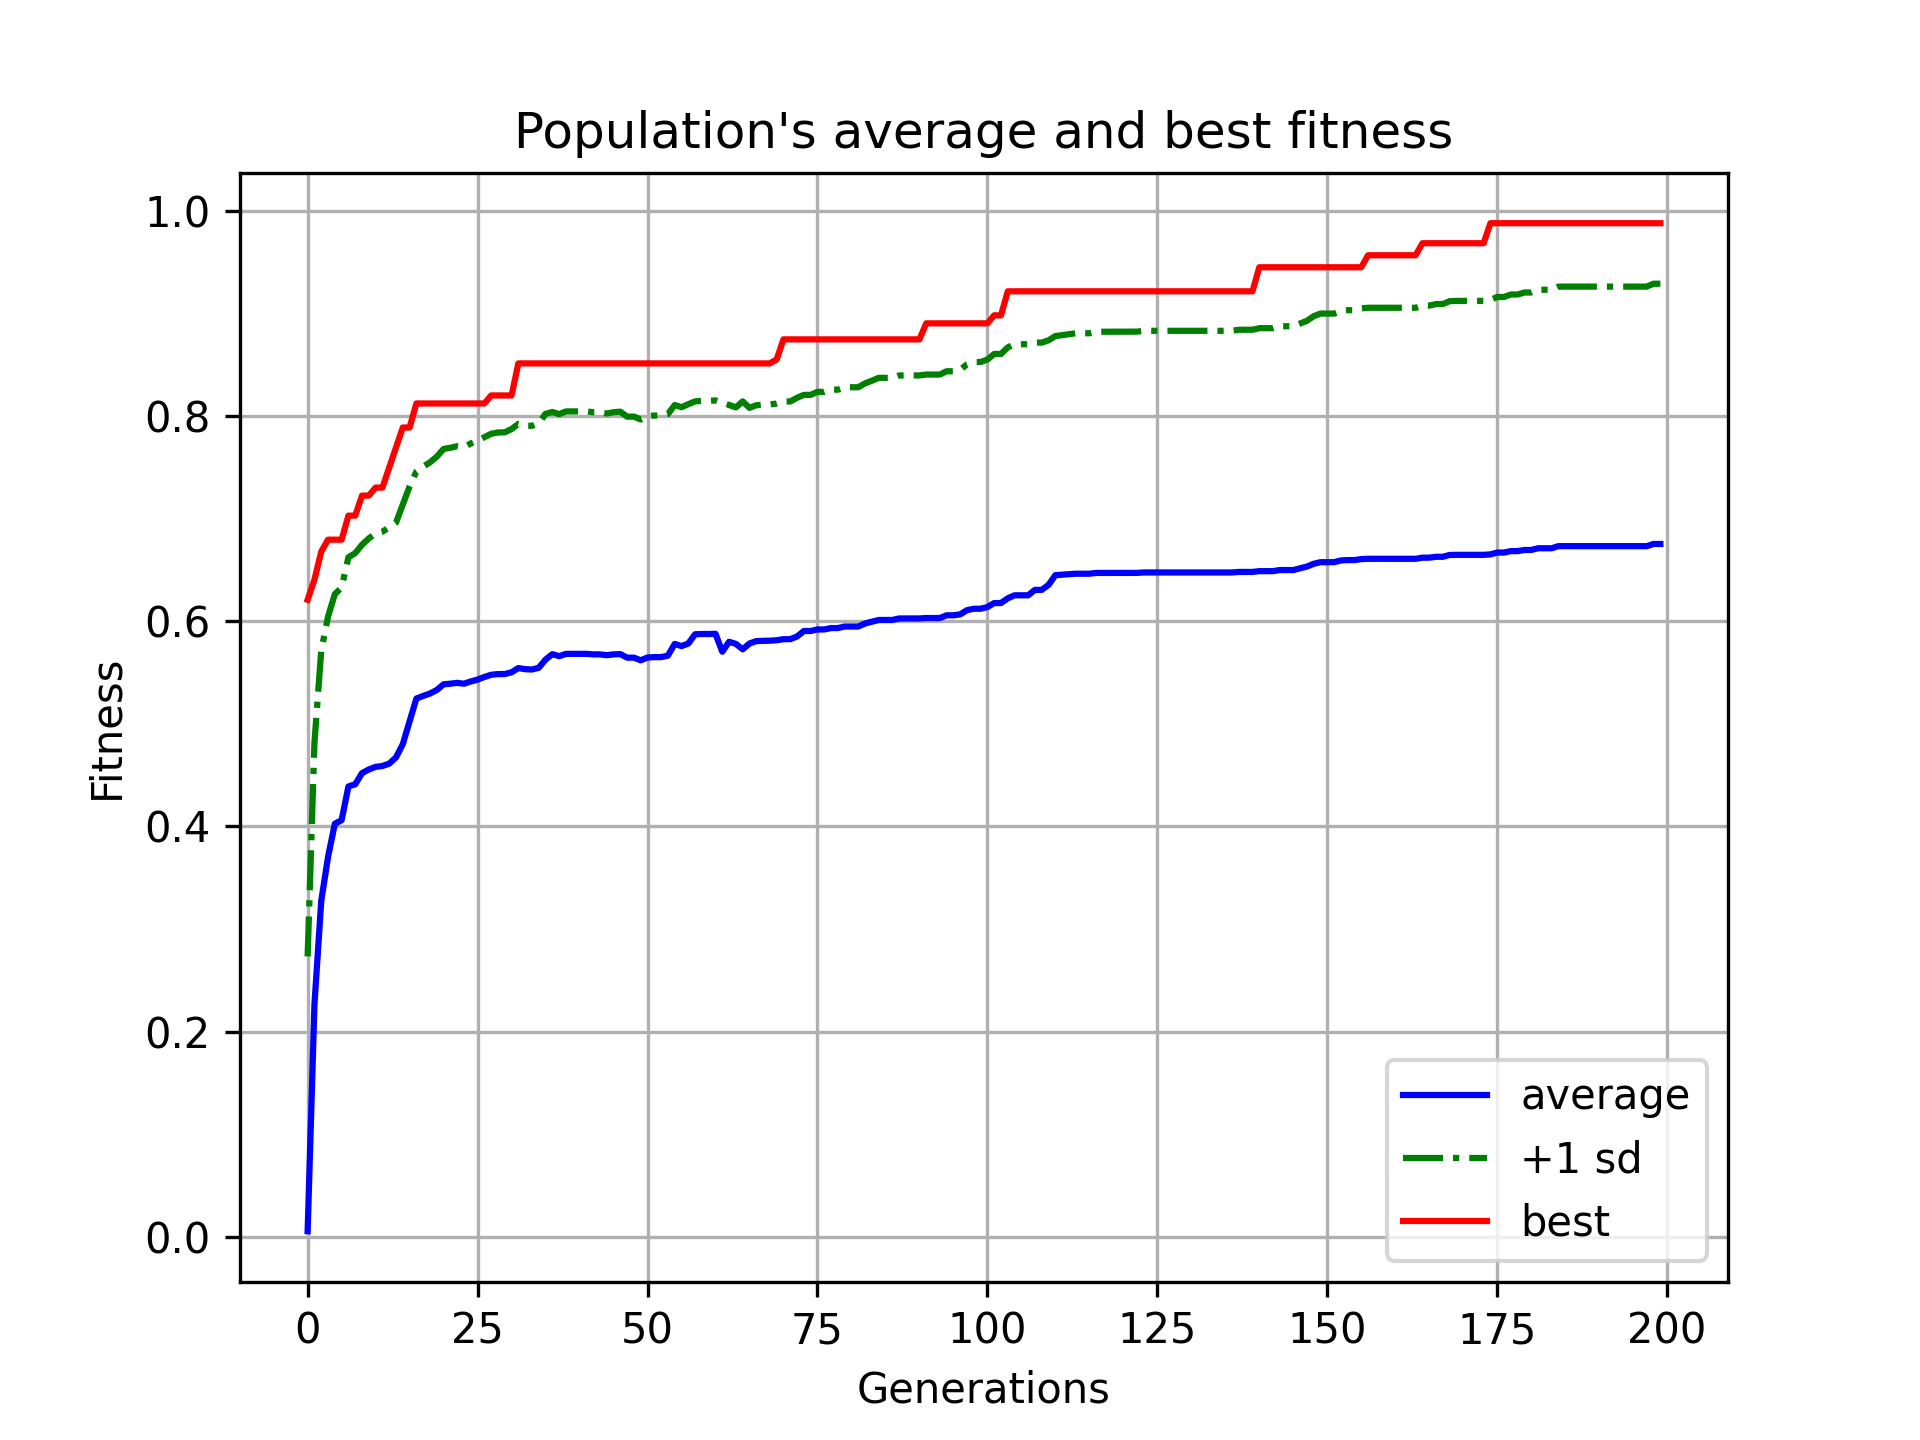 Population's average and best fitness
1.0
0.8
0.6
0.4
0.2
0.0
Fitness
0 25 50 75 100 125 150 175 200
Generations
average
+1 sd
best